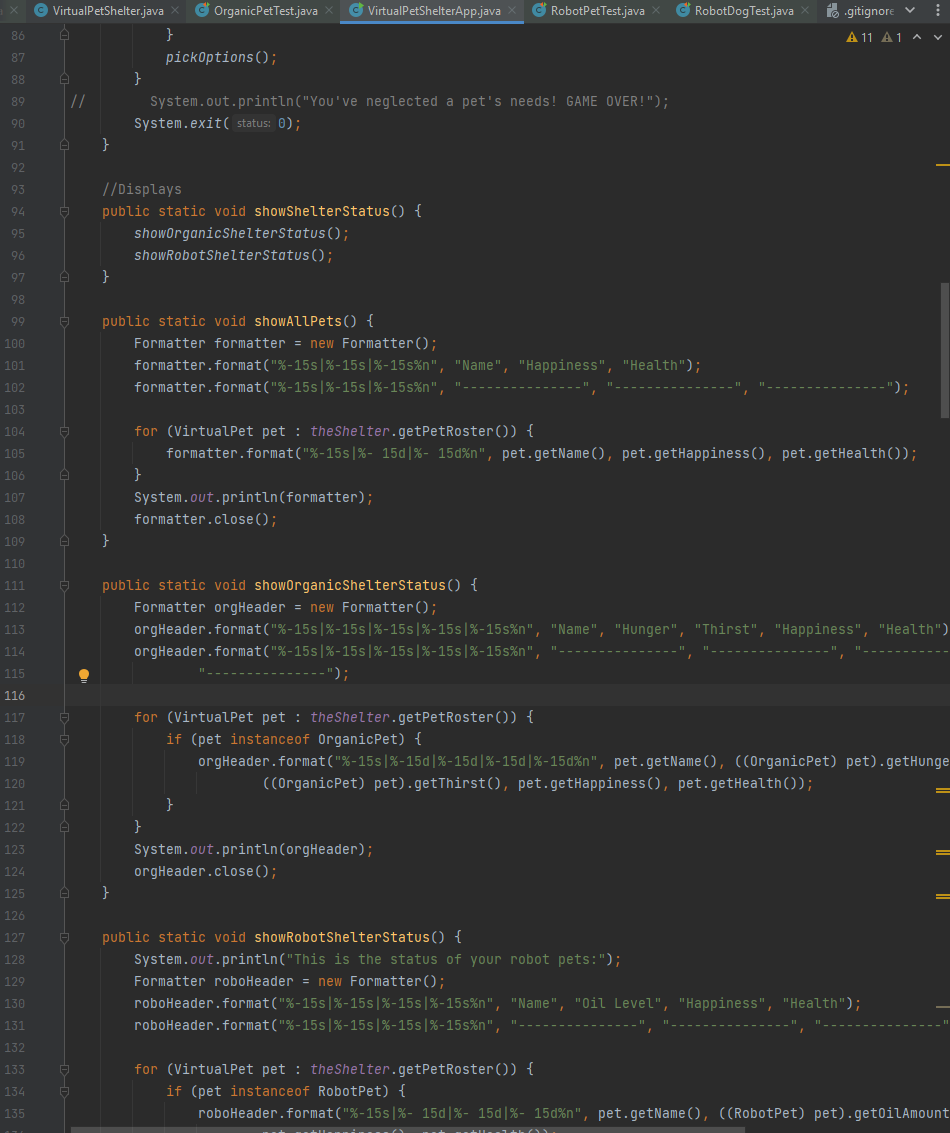 VirtualPetShelter.java OrganicPetTest.java VirtualPetShelterApp.java RobotPetTest.java RobotDogTest.java .gitignore
11 1
86 }
87 pickOptions();
88 }
89 // System.out.println("You've neglected a pet's needs! GAME OVER!");
90 System.exit( status: 0);
91 }
92
93 //Displays
94 public static void showShelterStatus() {
95 showOrganicShelterStatus();
96 showRobotShelterStatus();
97 }
98
99 public static void showAllPets() {
100 Formatter formatter = new Formatter();
101 formatter.format("%-15s|%-15s|%-15s%n", "Name", "Happiness", "Health");
102 formatter.format("%-15s|%-15s|%-15s%n", "---------------", "---------------", "---------------");
103
104 for (VirtualPet pet : theShelter.getPetRoster()) {
105 formatter.format("%-15s|%- 15d|%- 15d%n", pet.getName(), pet.getHappiness(), pet.getHealth());
106 }
107 System.out.println(formatter);
108 formatter.close();
109 }
110
111 public static void showOrganicShelterStatus() {
112 Formatter orgHeader = new Formatter();
113 orgHeader.format("%-15s|%-15s|%-15s|%-15s|%-15s%n", "Name", "Hunger", "Thirst", "Happiness", "Health")
114 orgHeader.format("%-15s|%-15s|%-15s|%-15s|%-15s%n", "---------------", "---------------", "-----------
115 "---------------");
116
117 for (VirtualPet pet : theShelter.getPetRoster()) {
118 if (pet instanceof OrganicPet) {
119 orgHeader.format("%-15s|%-15d|%-15d|%-15d|%-15d%n", pet.getName(), ((OrganicPet) pet).getHunge
120 ((OrganicPet) pet).getThirst(), pet.getHappiness(), pet.getHealth());
121 }
122 }
123 System.out.println(orgHeader);
124 orgHeader.close();
125 }
126
127 public static void showRobotShelterStatus() {
128 System.out.println("This is the status of your robot pets:");
129 Formatter roboHeader = new Formatter();
130 roboHeader.format("%-15s|%-15s|%-15s|%-15s%n", "Name", "Oil Level", "Happiness", "Health");
131 roboHeader.format("%-15s|%-15s|%-15s|%-15s%n", "---------------", "---------------", "---------------"
132
133 for (VirtualPet pet : theShelter.getPetRoster()) {
134 if (pet instanceof RobotPet) {
135 roboHeader.format("%-15s|%- 15d|%- 15d|%- 15d%n", pet.getName(), ((RobotPet) pet).getOilAmount